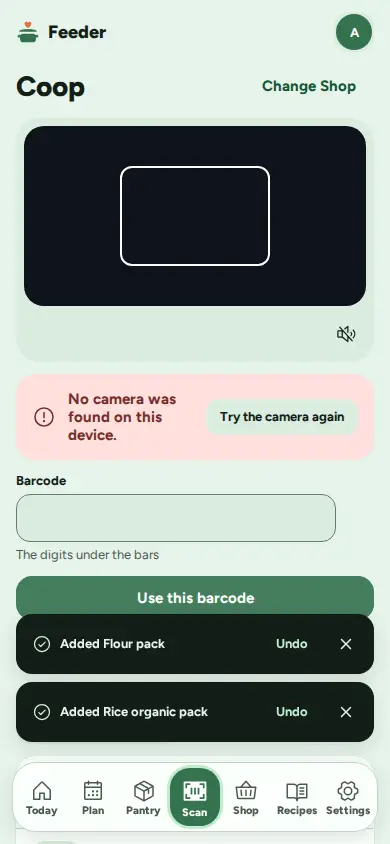 Feeder
A
Coop
Change Shop
No camera was
found on this
device.
Try the camera again
Barcode
The digits under the bars
Use this barcode
Added Flour pack
Undo
Added Rice organic pack
Undo
Today
Plan
Pantry
Scan
Shop
Recipes
Settings